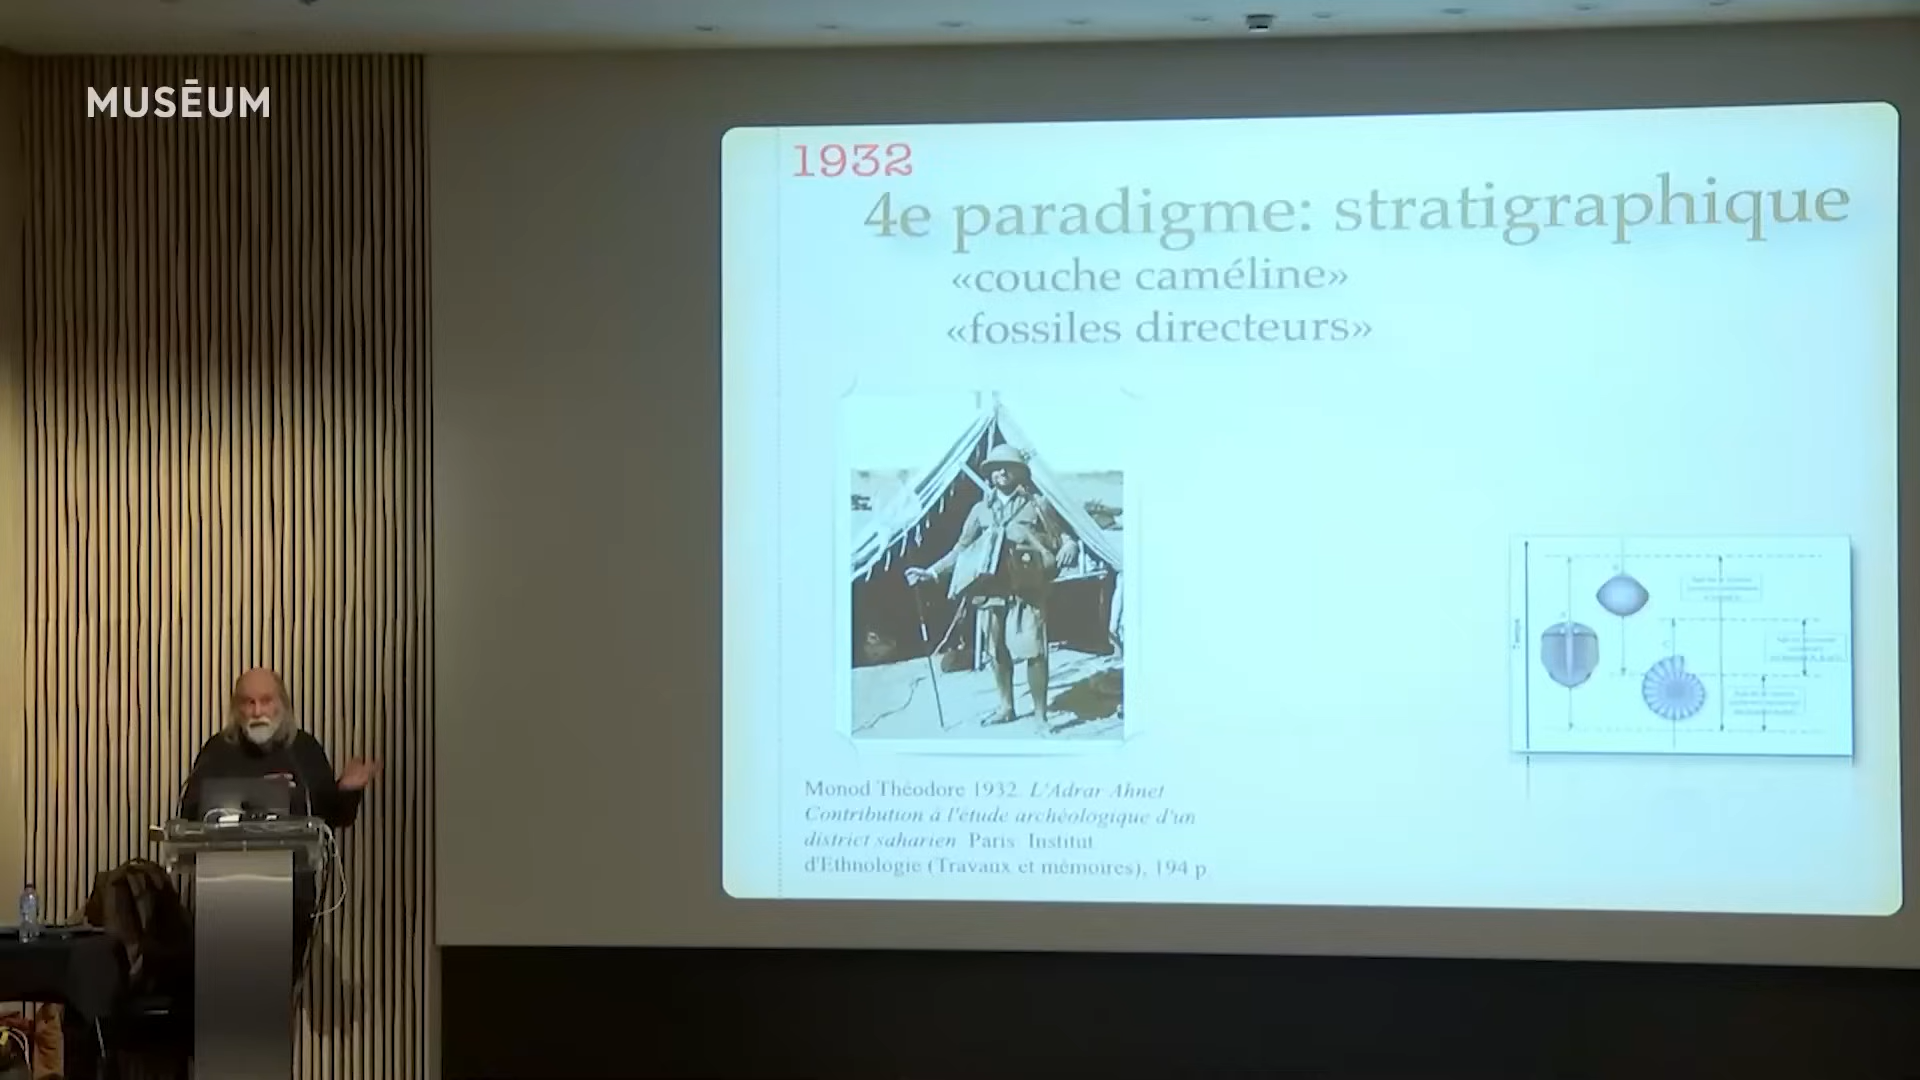 MUSĒUM
1932
4e paradigme: stratigraphique
«couche caméline»
«fossiles directeurs»
Monod Théodore 1932. L'Adrar Ahnet
Contribution à l'étude archéologique d'un
district saharien Paris Institut
d'Ethnologie (Travaux et mémoires), 194 p